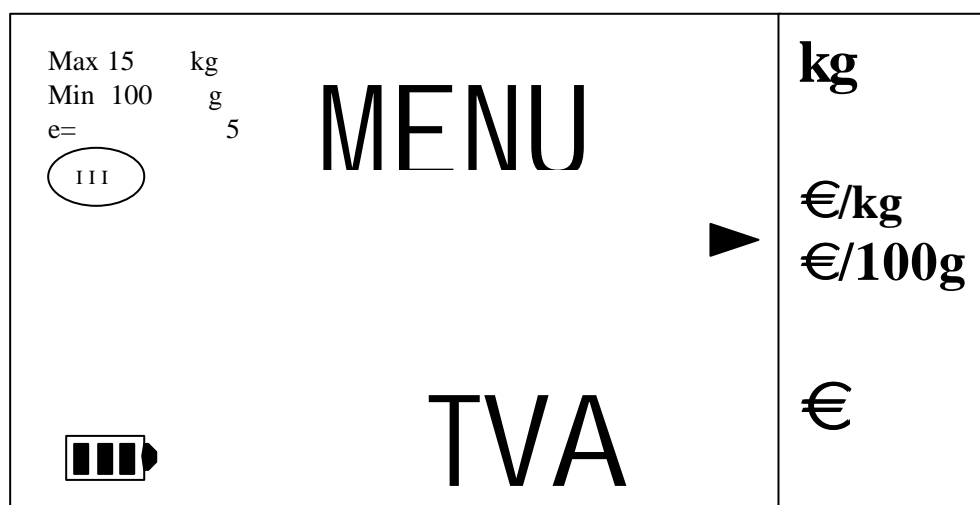 Max 15 kg
Min 100 g
e= 5
III
MENU
TVA
kg
€/kg
€/100g
€